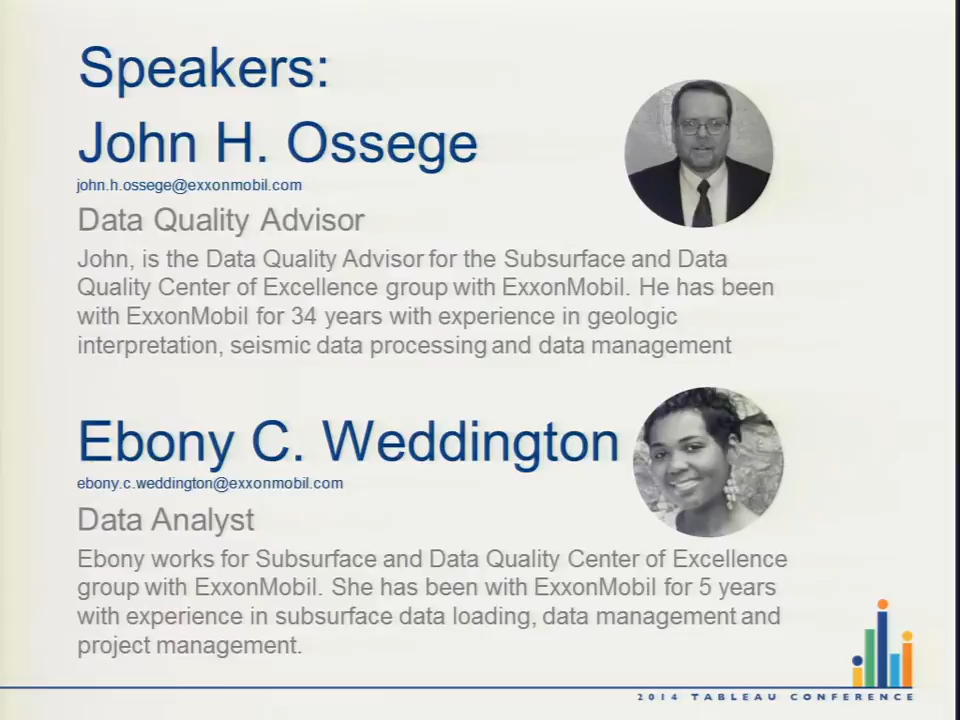 Speakers:
John H. Ossege
john.h.ossege@exxonmobil.com
Data Quality Advisor
John, is the Data Quality Advisor for the Subsurface and Data
Quality Center of Excellence group with ExxonMobil. He has been
with ExxonMobil for 34 years with experience in geologic
interpretation, seismic data processing and data management
Ebony C. Weddington
ebony.c.weddington@exxonmobil.com
Data Analyst
Ebony works for Subsurface and Data Quality Center of Excellence
group with ExxonMobil. She has been with ExxonMobil for 5 years
with experience in subsurface data loading, data management and
project management.
2014 TABLEAU CONFERENCE